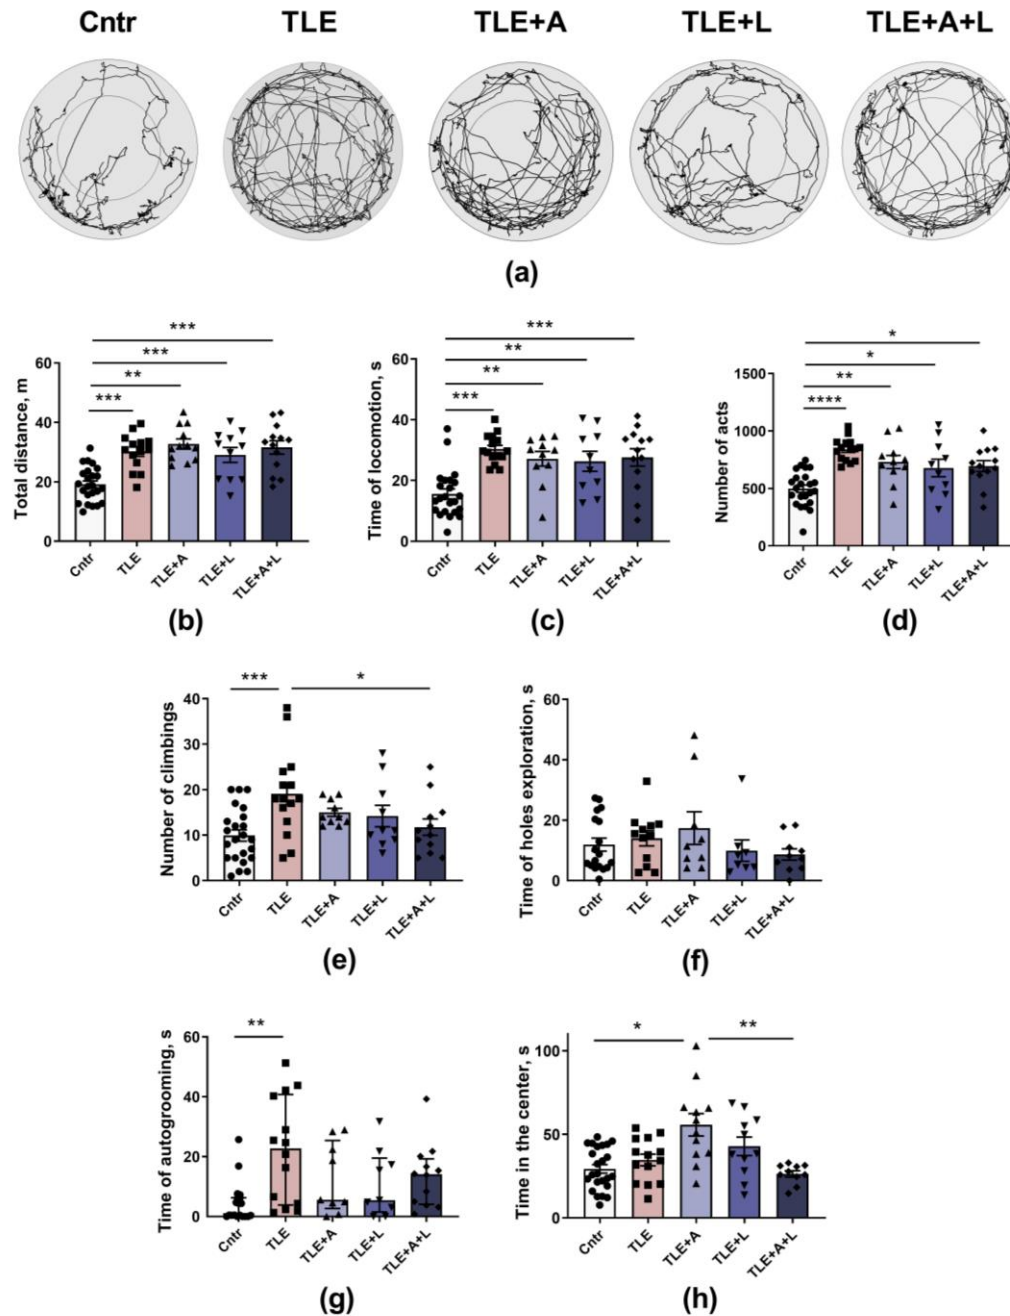 Cntr TLE TLE+A TLE+L TLE+A+L
(a)
Total distance, m
60
40
20
0
***
***
**
***
Cntr TLE TLE+A TLE+L TLE+A+L
(b)
Time of locomotion, s
60
40
20
0
***
**
**
***
Cntr TLE TLE+A TLE+L TLE+A+L
(c)
Number of acts
1500
1000
500
0
*
*
**
****
Cntr TLE TLE+A TLE+L TLE+A+L
(d)
Number of climbings
40
30
20
10
0
*** *
Cntr TLE TLE+A TLE+L TLE+A+L
(e)
Time of holes exploration, s
60
40
20
0
Cntr TLE TLE+A TLE+L TLE+A+L
(f)
Time of autogrooming, s
60
40
20
0
**
Cntr TLE TLE+A TLE+L TLE+A+L
(g)
Time in the center, s
100
50
0
* **
Cntr TLE TLE+A TLE+L TLE+A+L
(h)